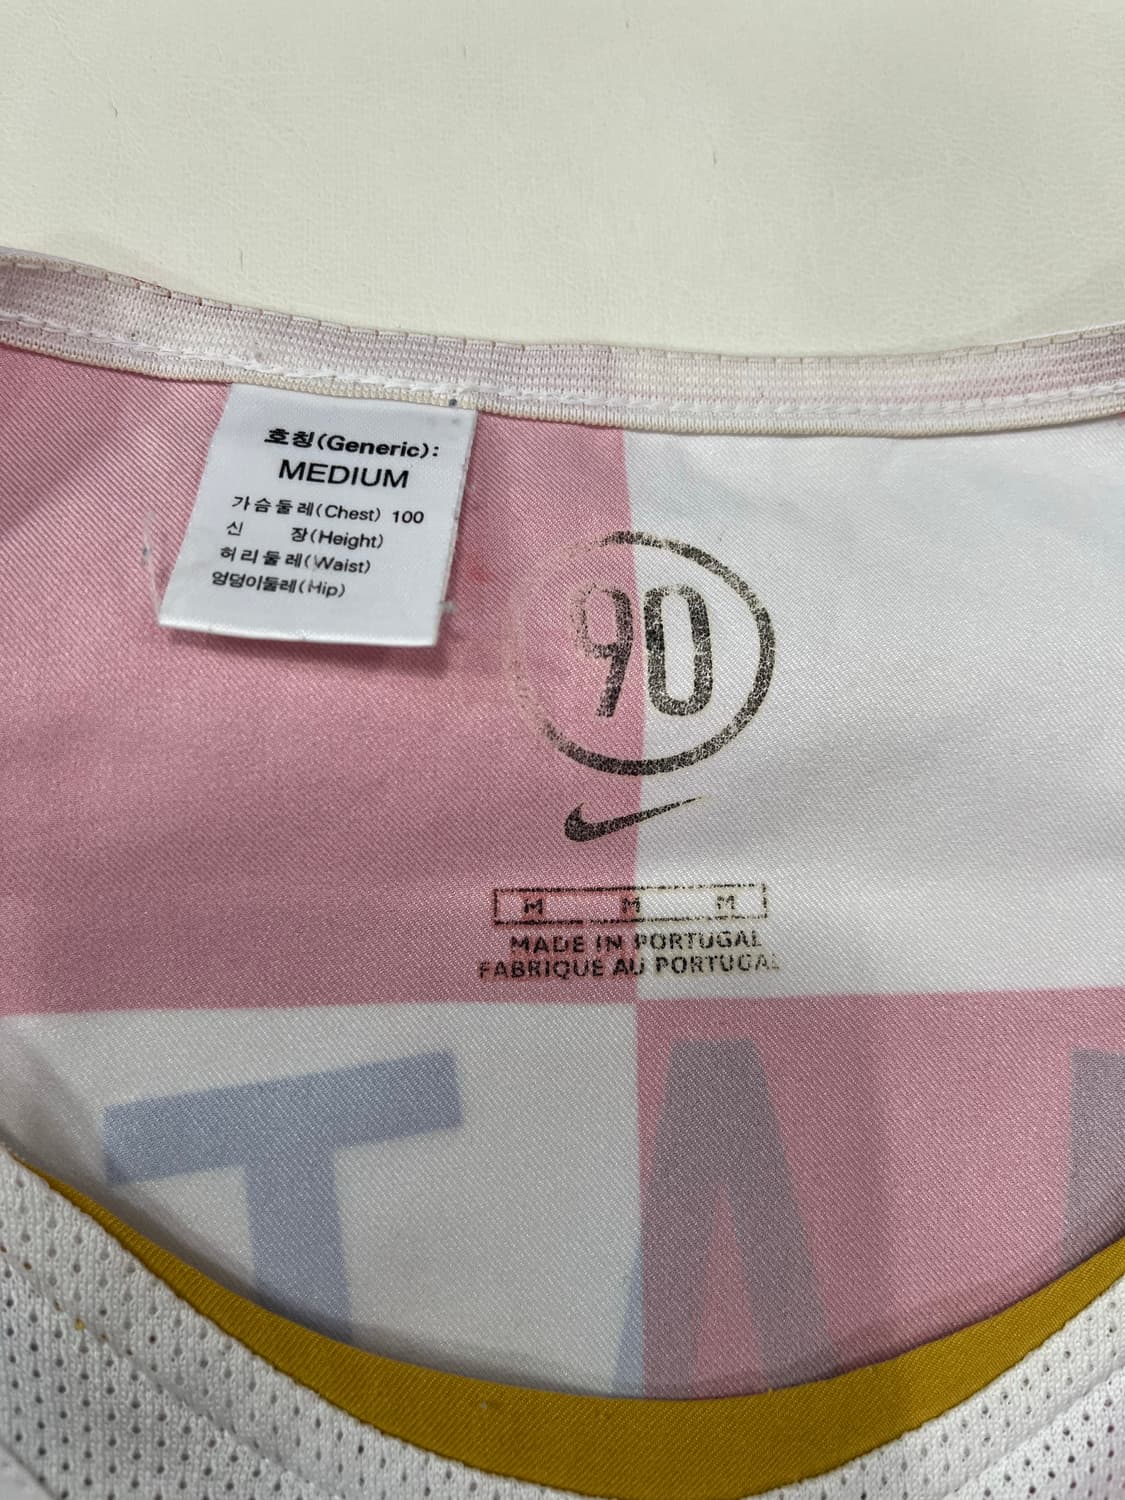 호칭(Generic):
MEDIUM
가슴둘레(Chest) 100
신 장(Height)
허리둘레(Waist)
엉덩이둘레(Hip)
90
M M M
MADE IN PORTUGAL
FABRIQUE AU PORTUGAL